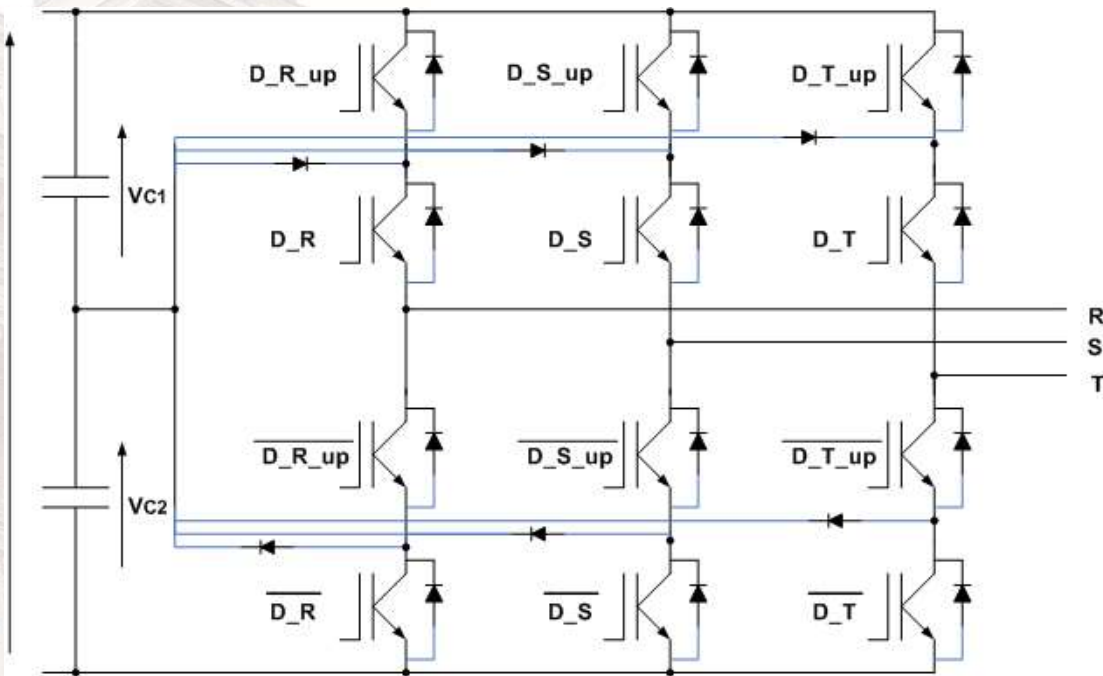 D_R_up D_S_up D_T_up
VC1
D_R D_S D_T
R
S
T
D_R_up D_S_up D_T_up
VC2
D_R D_S D_T